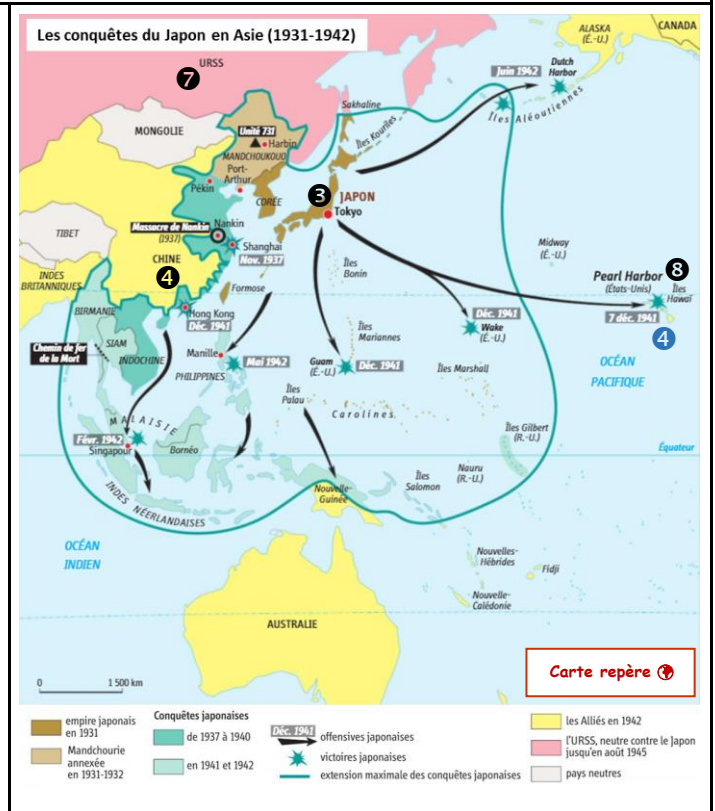 Les conquêtes du Japon en Asie (1931-1942)
ALASKA
(É.-U.)
CANADA
URSS
❼
Juin 1942
Dutch
Harbor
Îles Aléoutiennes
Sakhaline
Îles Kouriles
MONGOLIE
Unité 731
Harbin
MANDCHOUKOUO
Port-
Arthur
Pékin
CORÉE
❸
JAPON
Tokyo
Massacre de Nankin
(1937)
Nankin
Shanghai
Nov. 1937
TIBET
CHINE
❹
INDES
BRITANNIQUES
Îles
Bonin
Midway
(É.-U.)
Pearl Harbor
(États-Unis)
❽
Îles
Hawaï
7 déc. 1941
4
BIRMANIE
Formose
Hong Kong
Déc. 1941
Déc. 1941
Wake
(É.-U.)
Chemin de fer
de la Mort
SIAM
INDOCHINE
Manille
PHILIPPINES
Mai 1942
Îles
Mariannes
Guam
(É.-U.)
Déc. 1941
Îles Marshall
OCÉAN
PACIFIQUE
Îles
Palau
Carolines
MALAISIE
Févr. 1942
Singapour
Bornéo
Îles Gilbert
(R.-U.)
Équateur
INDES NÉERLANDAISES
Nouvelle-
Guinée
Îles
Salomon
Nauru
(R.-U.)
OCÉAN
INDIEN
Nouvelles-
Hébrides
Fidji
Nouvelle-
Calédonie
AUSTRALIE
0
1 500 km
Carte repère
empire japonais
en 1931
Mandchourie
annexée
en 1931-1932
Conquêtes japonaises
de 1937 à 1940
en 1941 et 1942
Déc. 1941
offensives japonaises
victoires japonaises
extension maximale des conquêtes japonaises
les Alliés en 1942
l'URSS, neutre contre le Japon
jusqu'en août 1945
pays neutres